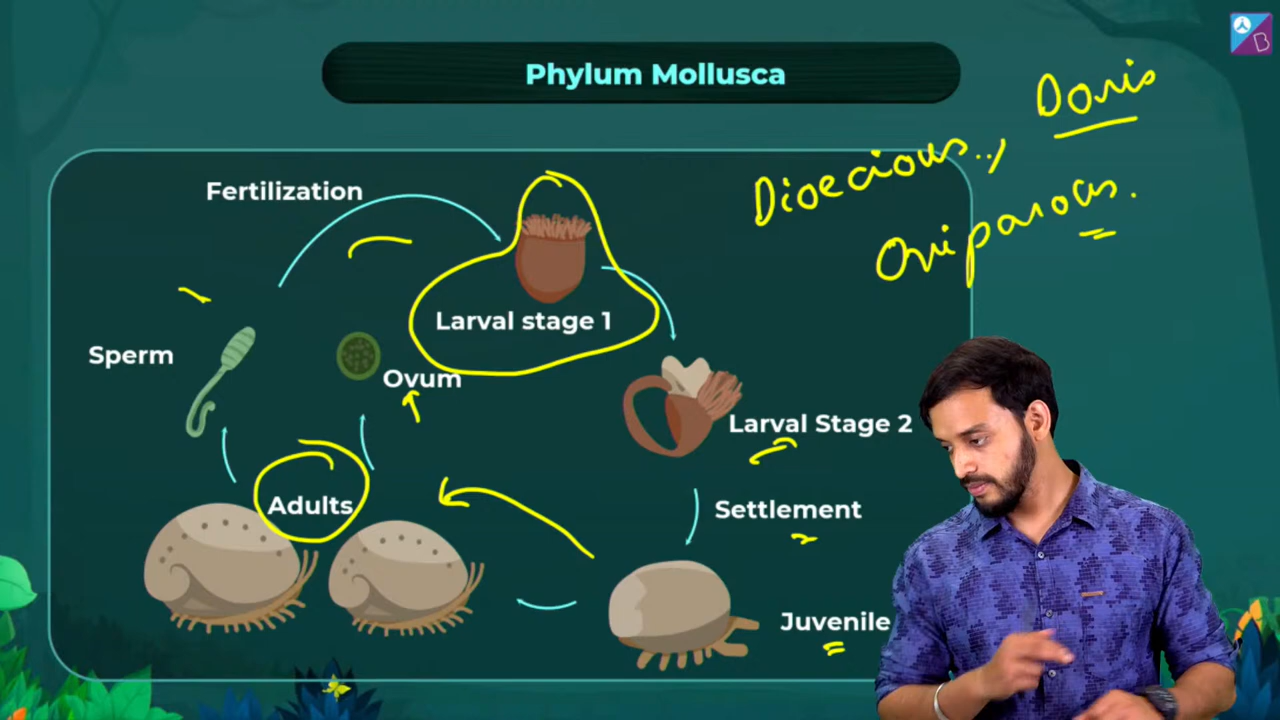 Phylum Mollusca
Doris
Dioecious..,
Oviparous.
Fertilization
Larval stage 1
Sperm
Ovum
Larval Stage 2
Adults
Settlement
Juvenile
B